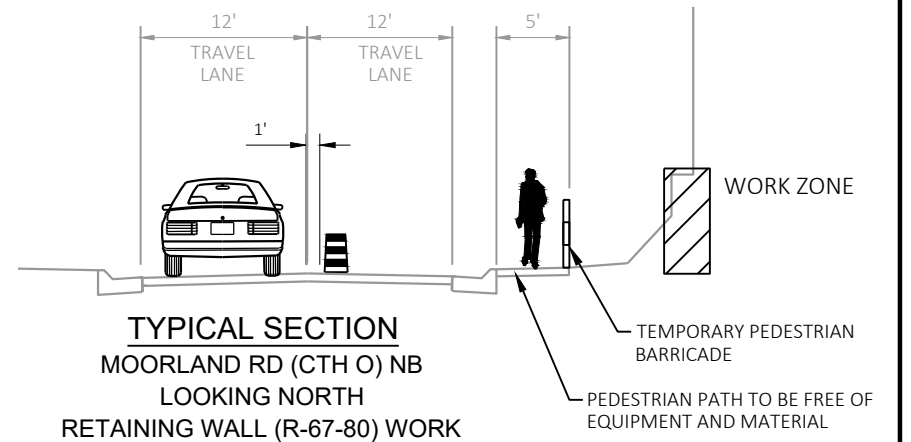 12'
12'
5'
TRAVEL
LANE
TRAVEL
LANE
1'
WORK ZONE
TYPICAL SECTION
MOORLAND RD (CTH O) NB
LOOKING NORTH
RETAINING WALL (R-67-80) WORK
TEMPORARY PEDESTRIAN
BARRICADE
PEDESTRIAN PATH TO BE FREE OF
EQUIPMENT AND MATERIAL